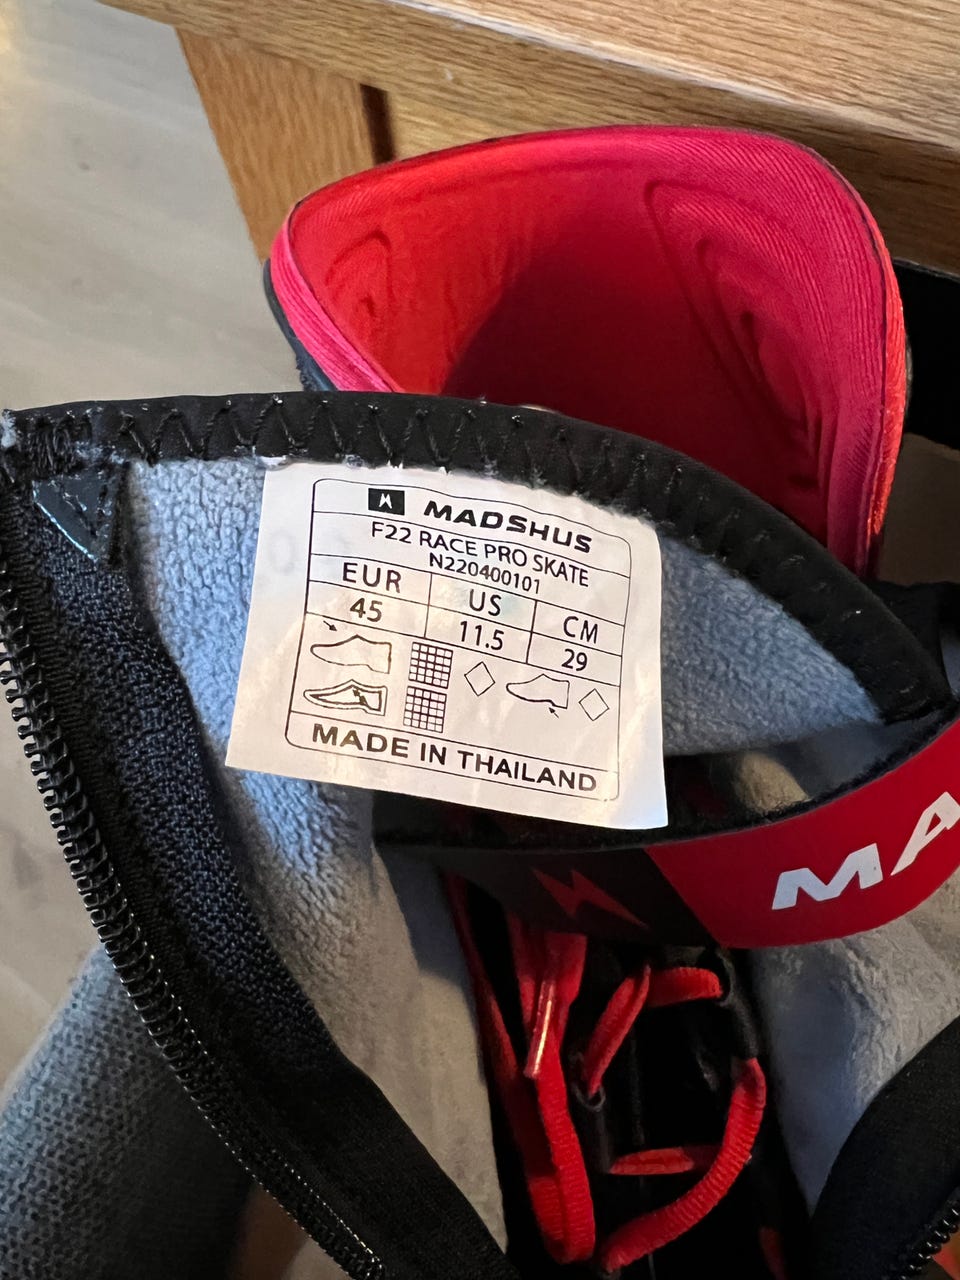 MADSHUS
F22 RACE PRO SKATE
N220400101
EUR US CM
45 11.5 29
MADE IN THAILAND
MA